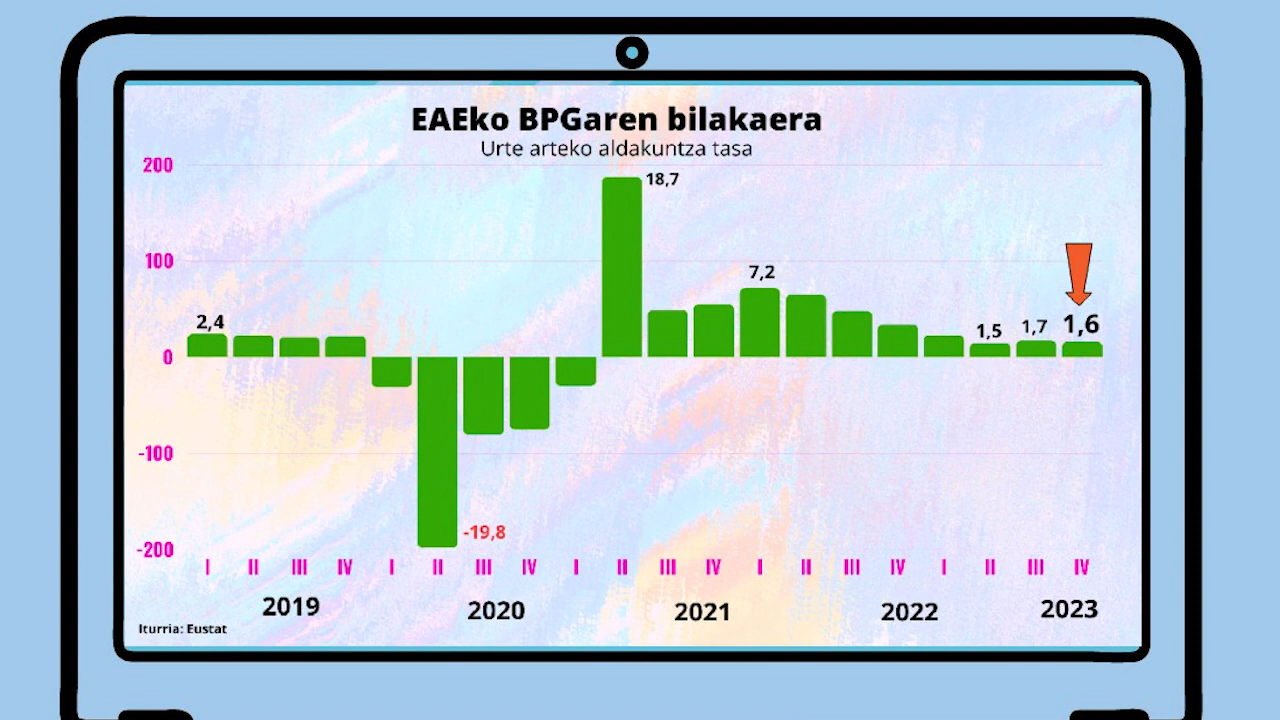 EAEko BPGaren bilakaera
Urte arteko aldakuntza tasa
200
100
0
-100
-200
2,4
-19,8
18,7
7,2
1,5
1,7
1,6
I II III IV I II III IV I II III IV I II III IV I II III IV
2019 2020 2021 2022 2023
Iturria: Eustat